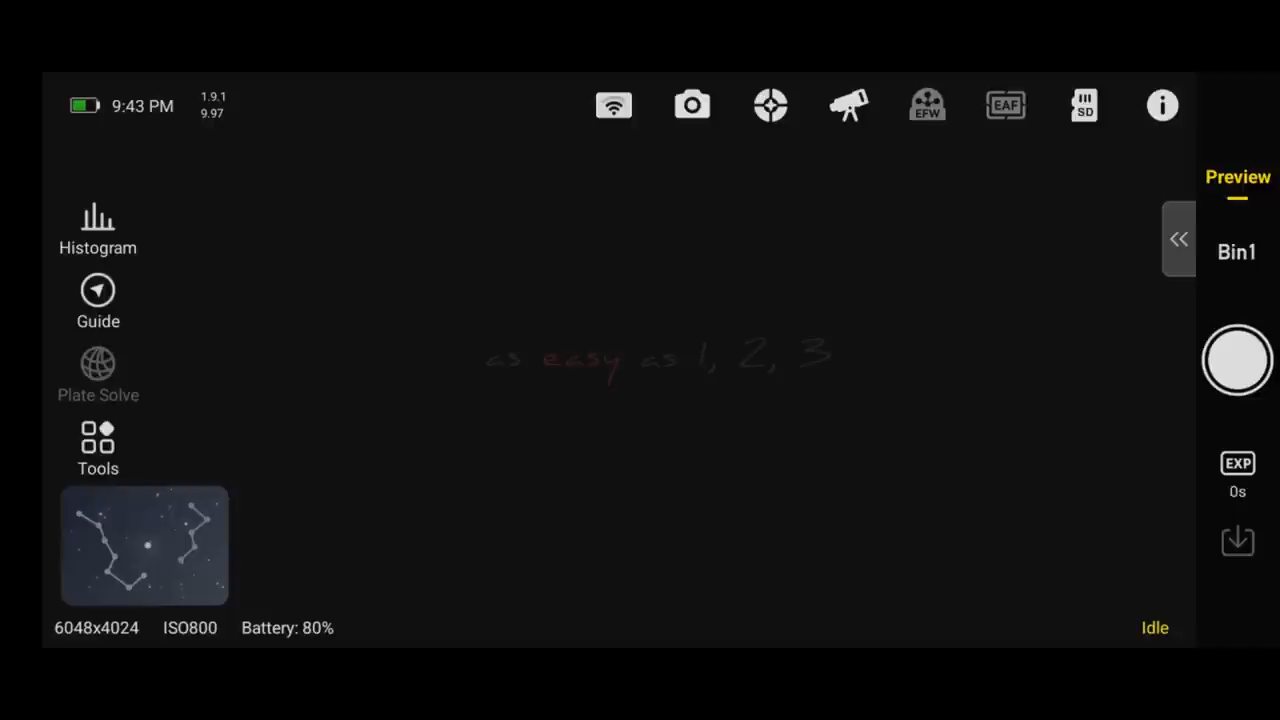 9:43 PM
1.9.1
9.97
EFW
EAF
SD
Preview
Histogram
Bin1
Guide
as easy as 1, 2, 3
Plate Solve
Tools
EXP
0s
6048x4024 ISO800 Battery: 80%
Idle